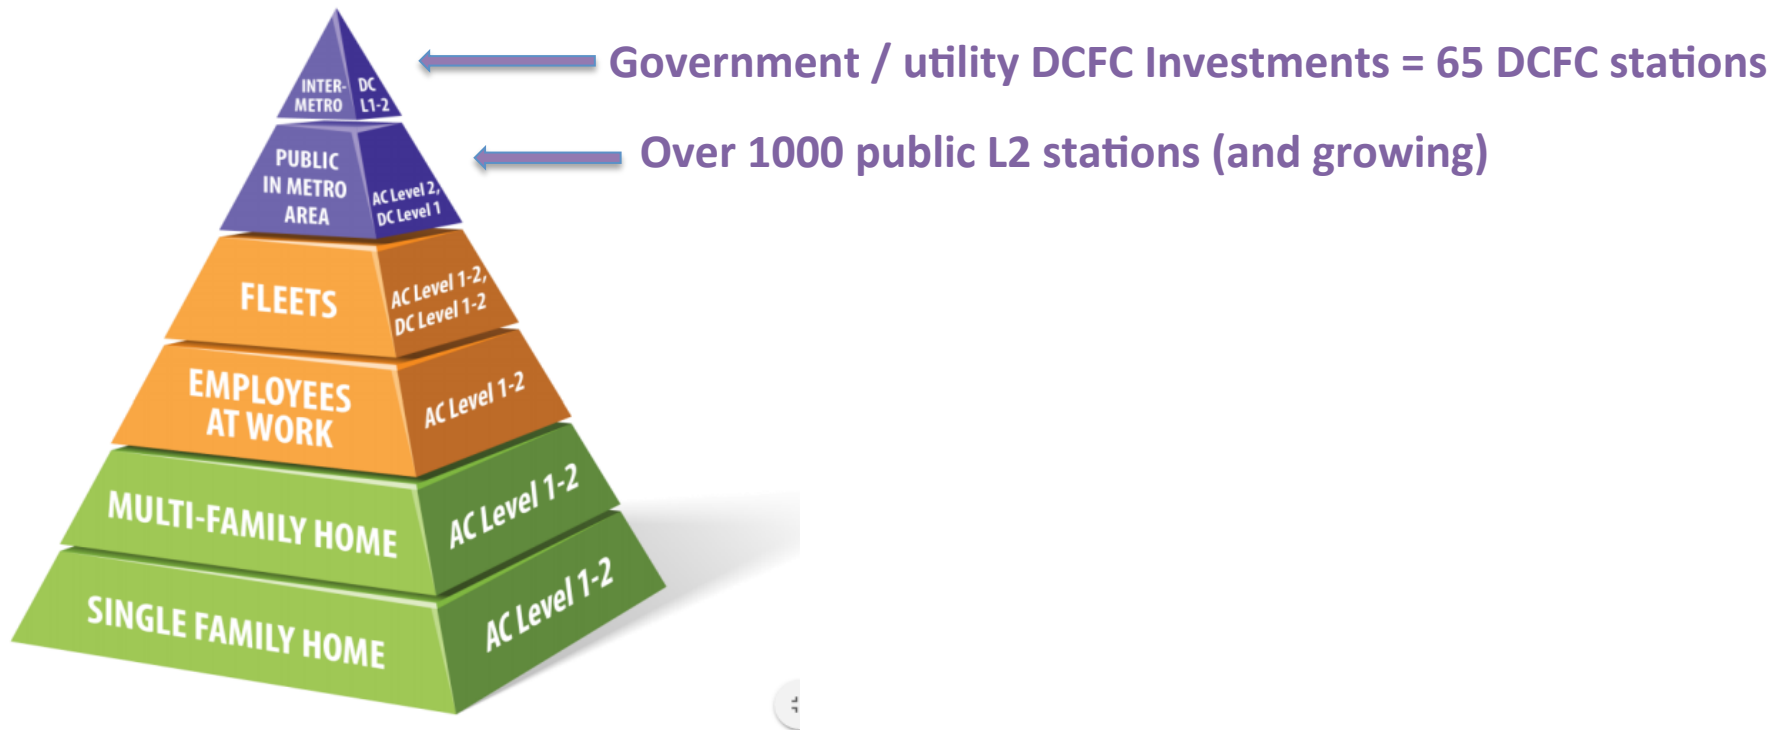 Government / utility DCFC Investments = 65 DCFC stations
INTER-
METRO
DC
L1-2
Over 1000 public L2 stations (and growing)
PUBLIC
IN METRO
AREA
AC Level 2,
DC Level 1
FLEETS
AC Level 1-2,
DC Level 1-2
EMPLOYEES
AT WORK
AC Level 1-2
MULTI-FAMILY HOME
AC Level 1-2
SINGLE FAMILY HOME
AC Level 1-2